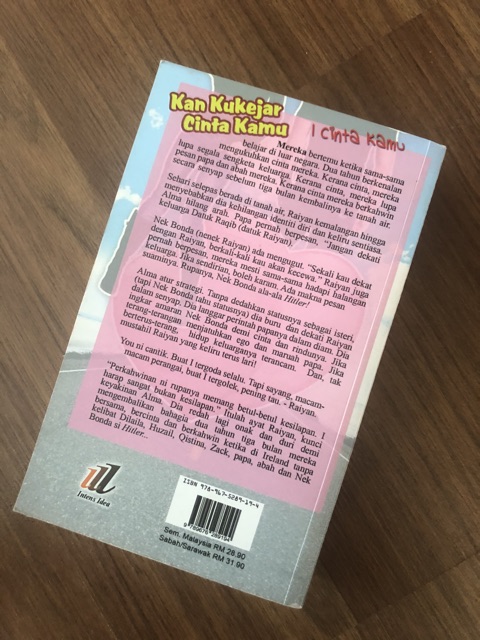 Kan Kukejar
Cinta Kamu
I cinta kamu
Mereka bertemu ketika sama-sama
belajar di luar negara. Dua tahun berkenalan
mengukuhkan cinta mereka. Kerana cinta, mereka
lupa segala sengketa keluarga. Kerana cinta, mereka lupa
pesan papa dan abah mereka. Kerana cinta mereka berkahwin
secara senyap sebelum tiga bulan kembalinya ke tanah air.
Sehari selepas berada di tanah air, Raiyan kemalangan hingga
menyebabkan dia kehilangan identiti diri dan keliru sentiasa.
Alma hilang arah. Papa pernah berpesan, "Jangan dekati
keluarga Datuk Raqib (datuk Raiyan).
Nek Bonda (nenek Raiyan) ada mengugut. "Sekali kau dekat
dengan Raiyan, berkali-kali kau akan kecewa." Raiyan juga
pernah berpesan, mereka mesti sama-sama hadapi halangan
keluarga. Jika sendirian, boleh karam. Ada makna pesan
suaminya. Rupanya, Nek Bonda ala-ala Hitler!
Alma atur strategi. Tanpa dedahkan statusnya sebagai isteri,
(tapi Nek Bonda tahu statusnya) dia buru dan dekati Raiyan
dalam senyap. Dia langgar perintah papanya dalam diam. Dia
ingkar amaran Nek Bonda demi cinta dan rindunya. Jika
terang-terangan menjatuhkan ego dan maruah papa. Jika
berterus-terang, hidup keluarganya terancam. Dan, tak
mustahil Raiyan yang keliru terus lari!
You ni cantik. Buat I tergoda selalu. Tapi sayang, macam-
macam perangai, buat I tergolek, pening tau. - Raiyan.
"Perkahwinan ni rupanya memang betul-betul kesilapan. I
harap sangat bukan kesilapan." Itulah ayat Raiyan, kunci
keyakinan Alma. Dia redah lagi onak dan duri demi
mengembalikan bahagia dua tahun tiga bulan mereka
bersama, bercinta dan berkahwin ketika di Ireland tanpa
kelibat Dilaila, Huzail, Qistina, Zack, papa, abah dan Nek
Bonda si Hitler...
Intens Idea
ISBN 978-967-5289-19-4
9 789675 289194
Sem. Malaysia RM 28.90
Sabah/Sarawak RM 31.90